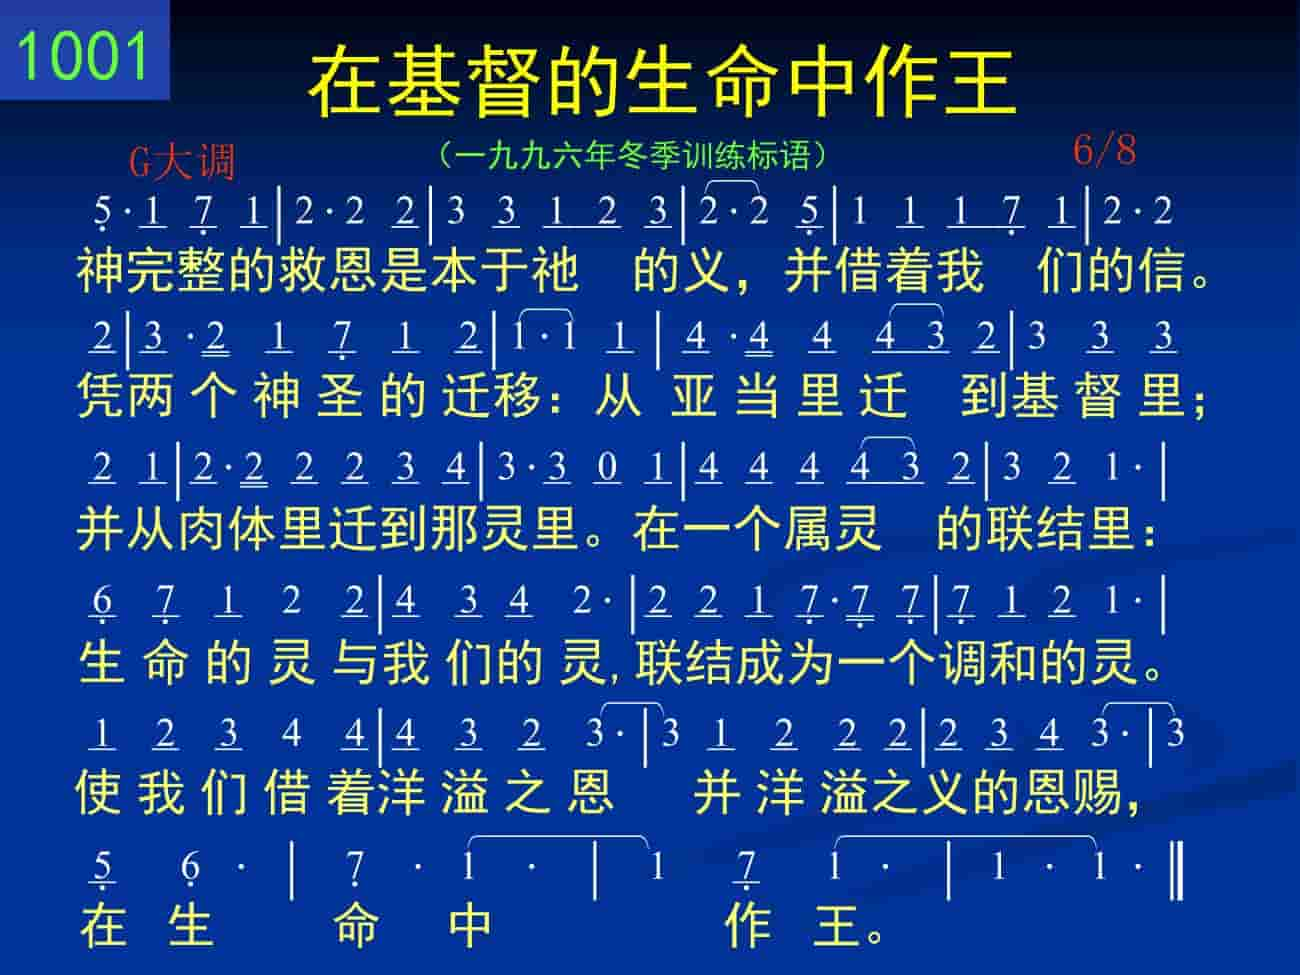 1001
在基督的生命中作王
G大调
（一九九六年冬季训练标语）
6/8
5·1 7 1|2·2 2|3 3 1 2 3|2·2 5|1 1 1 7 1|2·2
神完整的救恩是本于祂 的义，并借着我 们的信。
2|3·2 1 7 1 2|1·1 1|4·4 4 4 3 2|3 3 3
凭两个神圣的迁移：从亚当里迁 到基督里；
2 1|2·2 2 2 3 4|3·3 0 1|4 4 4 4 3 2|3 2 1·|
并从肉体里迁到那灵里。在一个属灵 的联结里：
6 7 1 2 2|4 3 4 2·|2 2 1 7·7 7|7 1 2 1·|
生命的灵与我们的灵,联结成为一个调和的灵。
1 2 3 4 4|4 3 2 3·|3 1 2 2 2|2 3 4 3·|3
使我们借着洋溢之恩 并洋溢之义的恩赐，
5 6·|7·1·|1 7 1·|1·1·‖
在生 命 中 作 王。